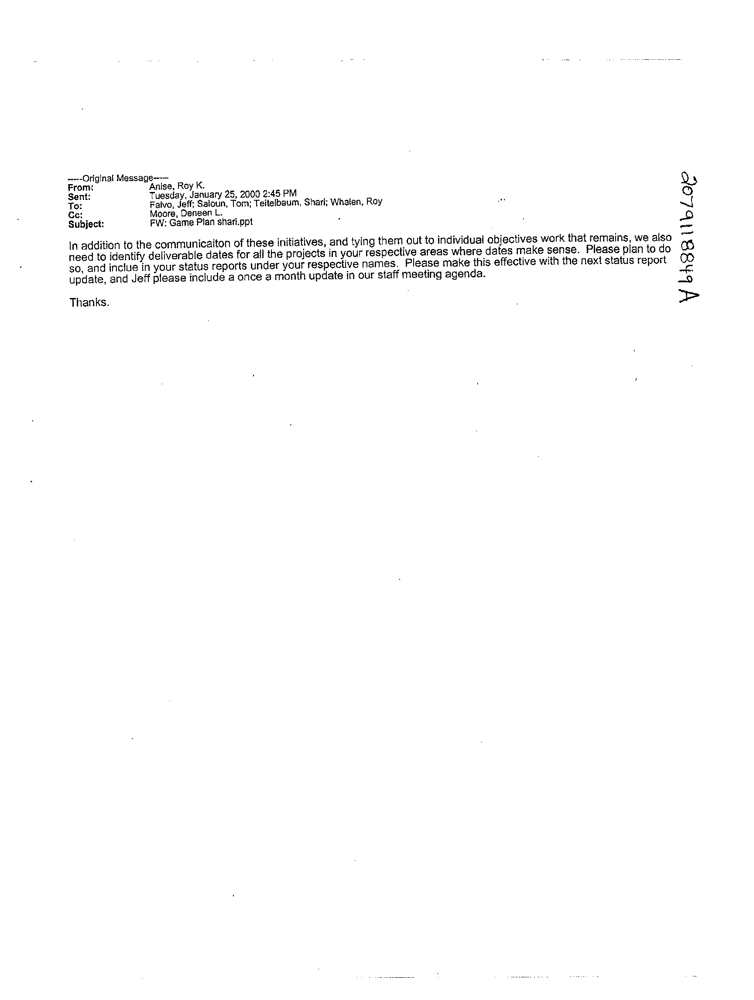 -----Original Message-----
From: Anise, Roy K.
Sent: Tuesday, January 25, 2000 2:45 PM
To: Falvo, Jeff; Saloun, Tom; Teitelbaum, Shari; Whalen, Roy
Cc: Moore, Deneen L.
Subject: FW: Game Plan shari.ppt
In addition to the communicaiton of these initiatives, and tying them out to individual objectives work that remains, we also
need to identify deliverable dates for all the projects in your respective areas where dates make sense. Please plan to do
so, and inclue in your status reports under your respective names. Please make this effective with the next status report
update, and Jeff please include a once a month update in our staff meeting agenda.
Thanks.
2079118849A